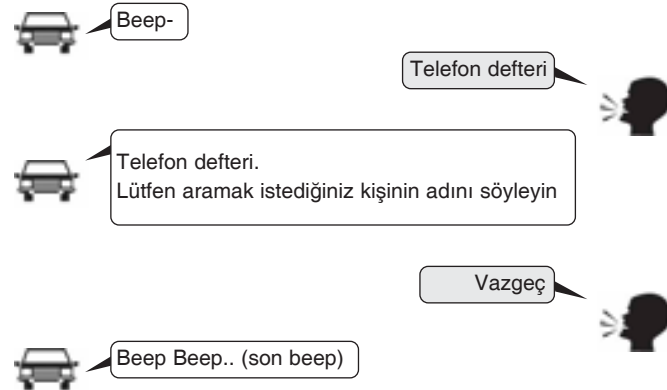 Beep-
Telefon defteri
Telefon defteri.
Lütfen aramak istediğiniz kişinin adını söyleyin
Vazgeç
Beep Beep.. (son beep)